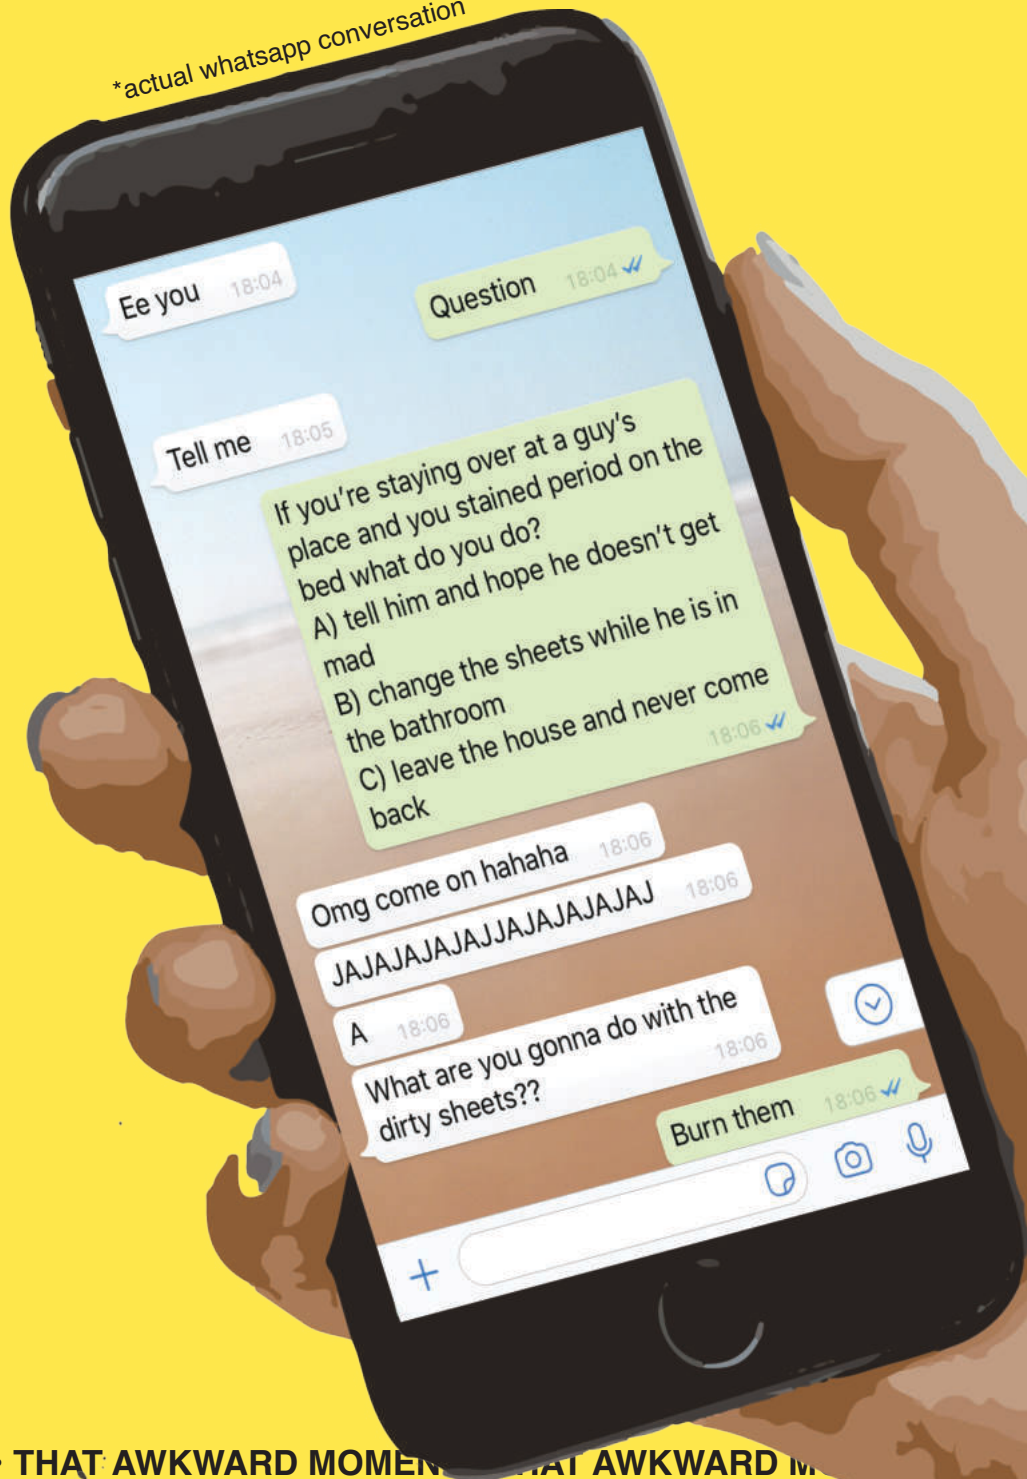 *actual whatsapp conversation
Ee you 18:04
Question 18:04
Tell me 18:05
If you're staying over at a guy's
place and you stained period on the
bed what do you do?
A) tell him and hope he doesn't get
mad
B) change the sheets while he is in
the bathroom
C) leave the house and never come
back 18:06
Omg come on hahaha 18:06
JAJAJAJAJAJJAJAJAJAJAJ 18:06
A 18:06
What are you gonna do with the
dirty sheets?? 18:06
Burn them 18:06
· THAT AWKWARD AWKWARD